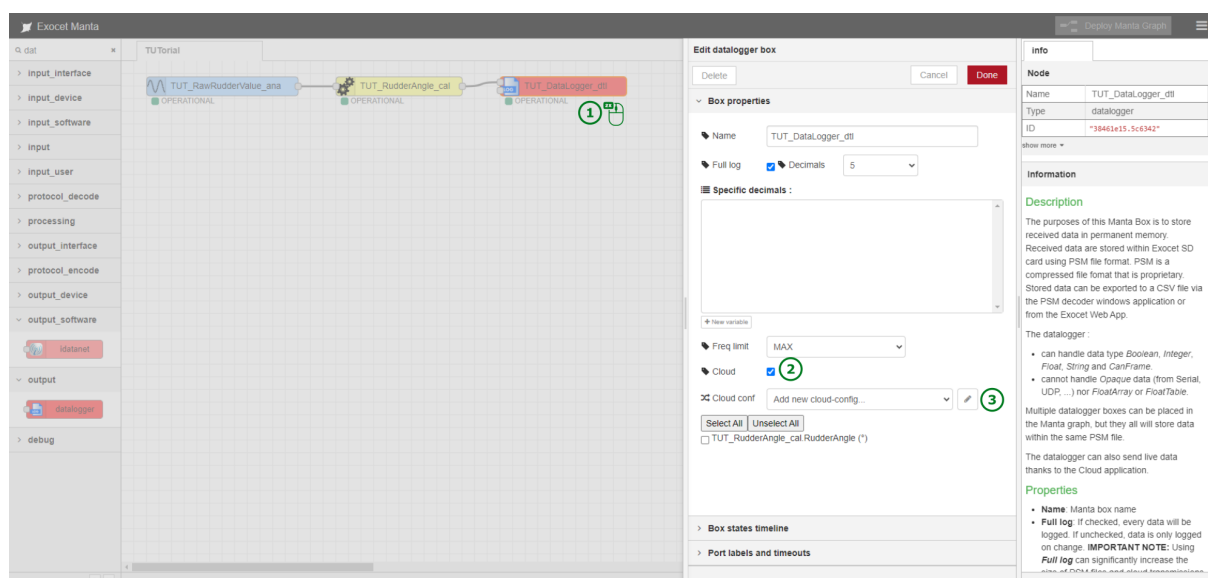 Exocet Manta
Deploy Manta Graph
dat
input_interface
input_device
input_software
input
input_user
protocol_decode
processing
output_interface
protocol_encode
output_device
output_software
idatanet
output
datalogger
debug
TUTorial
TUT_RawRudderValue_ana
OPERATIONAL
TUT_RudderAngle_cal
OPERATIONAL
TUT_DataLogger_dtl
OPERATIONAL
1
Edit datalogger box
Delete
Cancel
Done
Box properties
Name
TUT_DataLogger_dtl
Full log
Decimals
5
Specific decimals :
+ New variable
Freq limit
MAX
Cloud
2
Cloud conf
Add new cloud-config...
3
Select All
Unselect All
TUT_RudderAngle_cal.RudderAngle (*)
Box states timeline
Port labels and timeouts
info
Node
Name
TUT_DataLogger_dtl
Type
datalogger
ID
"38461e15.5c6342"
show more
Information
Description
The purposes of this Manta Box is to store
received data in permanent memory.
Received data are stored within Exocet SD
card using PSM file format. PSM is a
compressed file fomat that is proprietary.
Stored data can be exported to a CSV file via
the PSM decoder windows application or
from the Exocet Web App.
The datalogger :
• can handle data type Boolean, Integer,
Float, String and CanFrame.
• cannot handle Opaque data (from Serial,
UDP, ...) nor FloatArray or FloatTable.
Multiple datalogger boxes can be placed in
the Manta graph, but they all will store data
within the same PSM file.
The datalogger can also send live data
thanks to the Cloud application.
Properties
• Name: Manta box name
• Full log: If checked, every data will be
logged. If unchecked, data is only logged
on change. IMPORTANT NOTE: Using
Full log can significantly increase the
size of PSM files and cloud transmissions